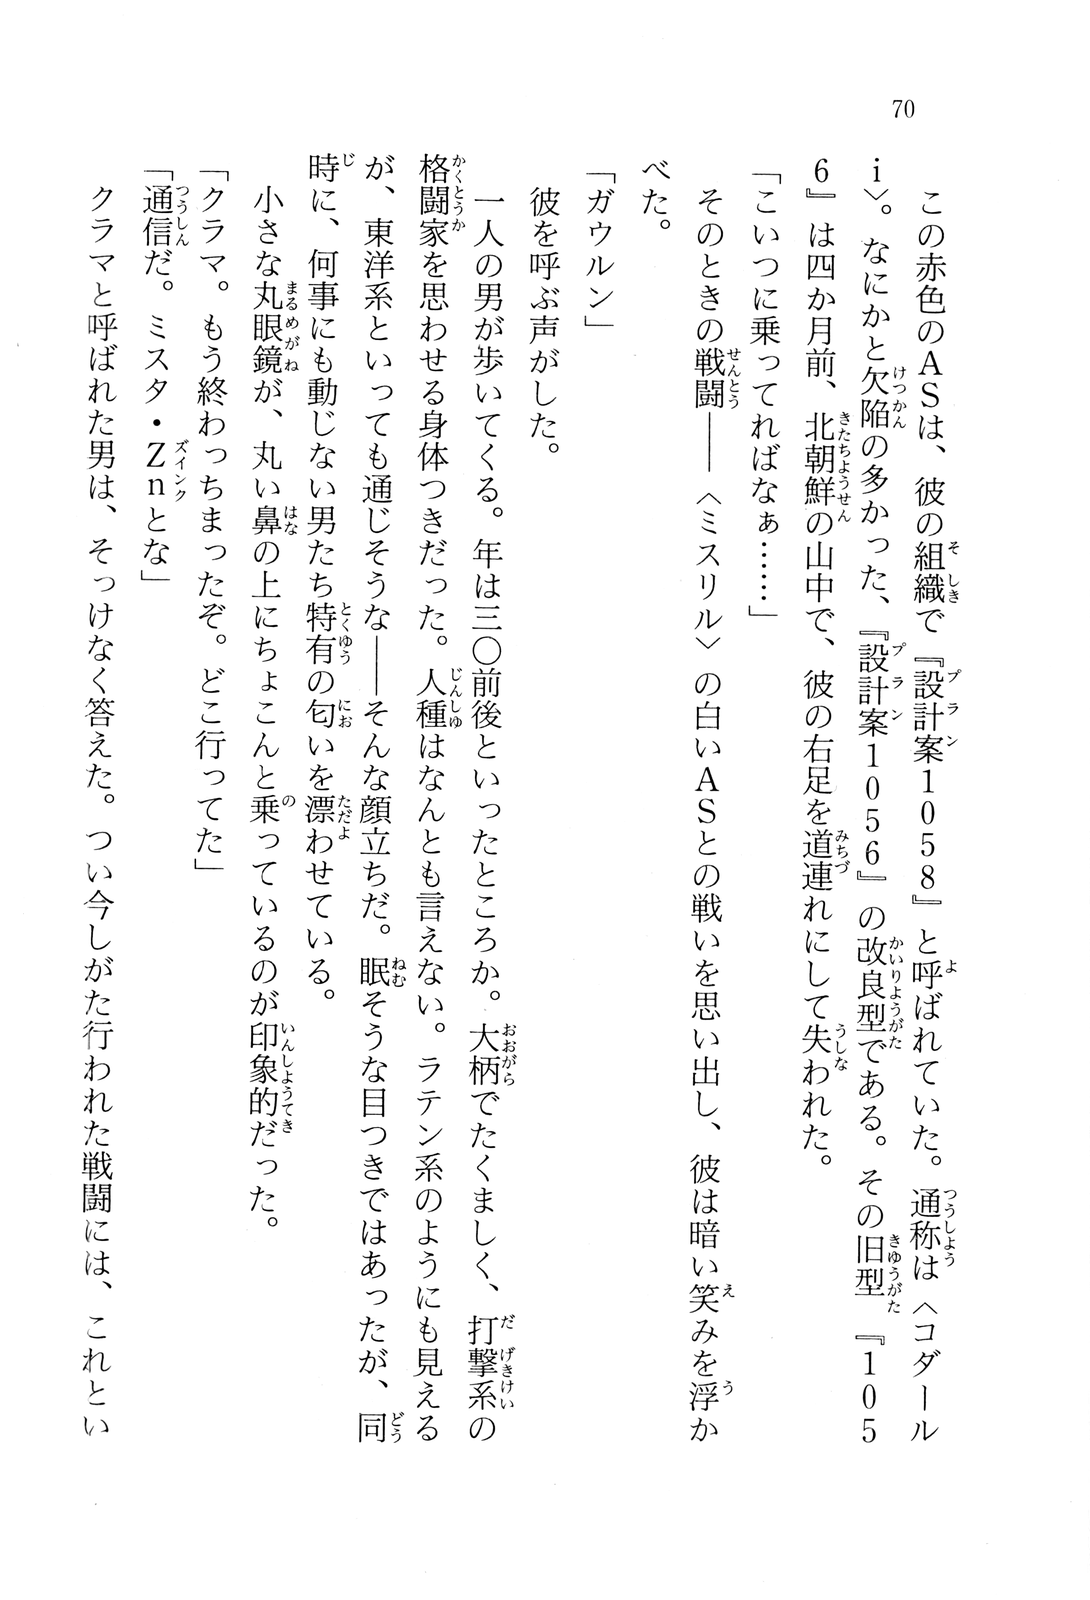 70
この赤色のASは、彼の組織で『設計案1058』と呼ばれていた。通称は〈コダール
i〉。なにかと欠陥の多かった、『設計案1056』の改良型である。その旧型『105
6』は四か月前、北朝鮮の山中で、彼の右足を道連れにして失われた。
「こいつに乗ってればなぁ……」
そのときの戦闘――〈ミスリル〉の白いASとの戦いを思い出し、彼は暗い笑みを浮か
べた。
「ガウルン」
彼を呼ぶ声がした。
一人の男が歩いてくる。年は三〇前後といったところか。大柄でたくましく、打撃系の
格闘家を思わせる身体つきだった。人種はなんとも言えない。ラテン系のようにも見える
が、東洋系といっても通じそうな――そんな顔立ちだ。眠そうな目つきではあったが、同
時に、何事にも動じない男たち特有の匂いを漂わせている。
小さな丸眼鏡が、丸い鼻の上にちょこんと乗っているのが印象的だった。
「クラマ。もう終わっちまったぞ。どこ行ってた」
「通信だ。ミスタ・Znとな」
クラマと呼ばれた男は、そっけなく答えた。つい今しがた行われた戦闘には、これとい